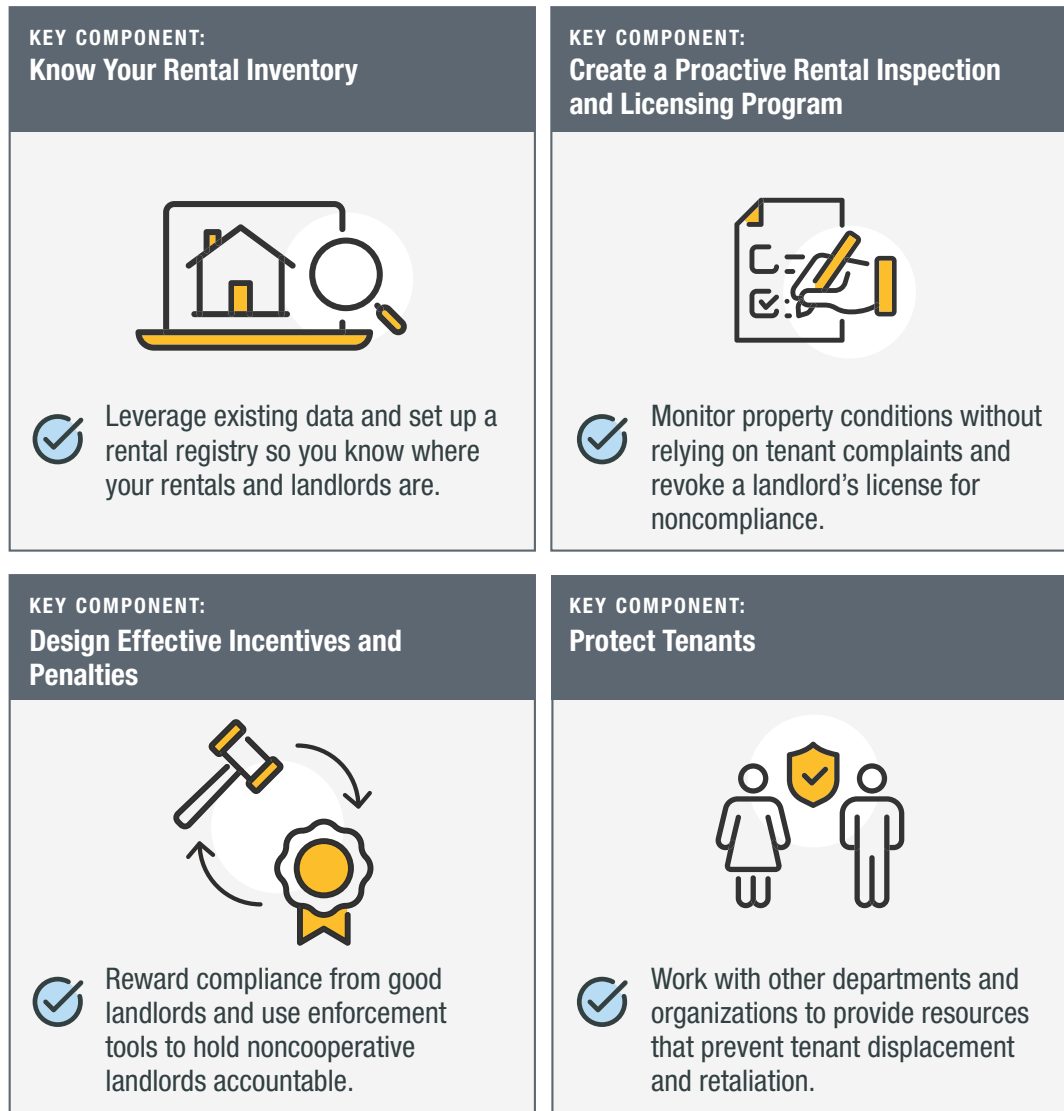 KEY COMPONENT:
Know Your Rental Inventory
Leverage existing data and set up a
rental registry so you know where
your rentals and landlords are.
KEY COMPONENT:
Create a Proactive Rental Inspection
and Licensing Program
Monitor property conditions without
relying on tenant complaints and
revoke a landlord’s license for
noncompliance.
KEY COMPONENT:
Design Effective Incentives and
Penalties
Reward compliance from good
landlords and use enforcement
tools to hold noncooperative
landlords accountable.
KEY COMPONENT:
Protect Tenants
Work with other departments and
organizations to provide resources
that prevent tenant displacement
and retaliation.